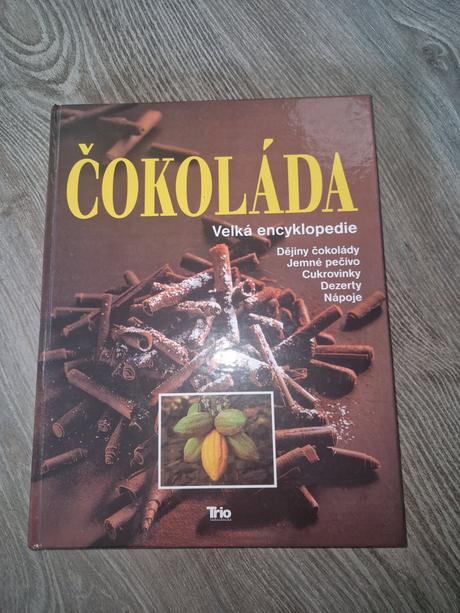 ČOKOLÁDA
Velká encyklopedie
Dějiny čokolády
Jemné pečivo
Cukrovinky
Dezerty
Nápoje
Trio